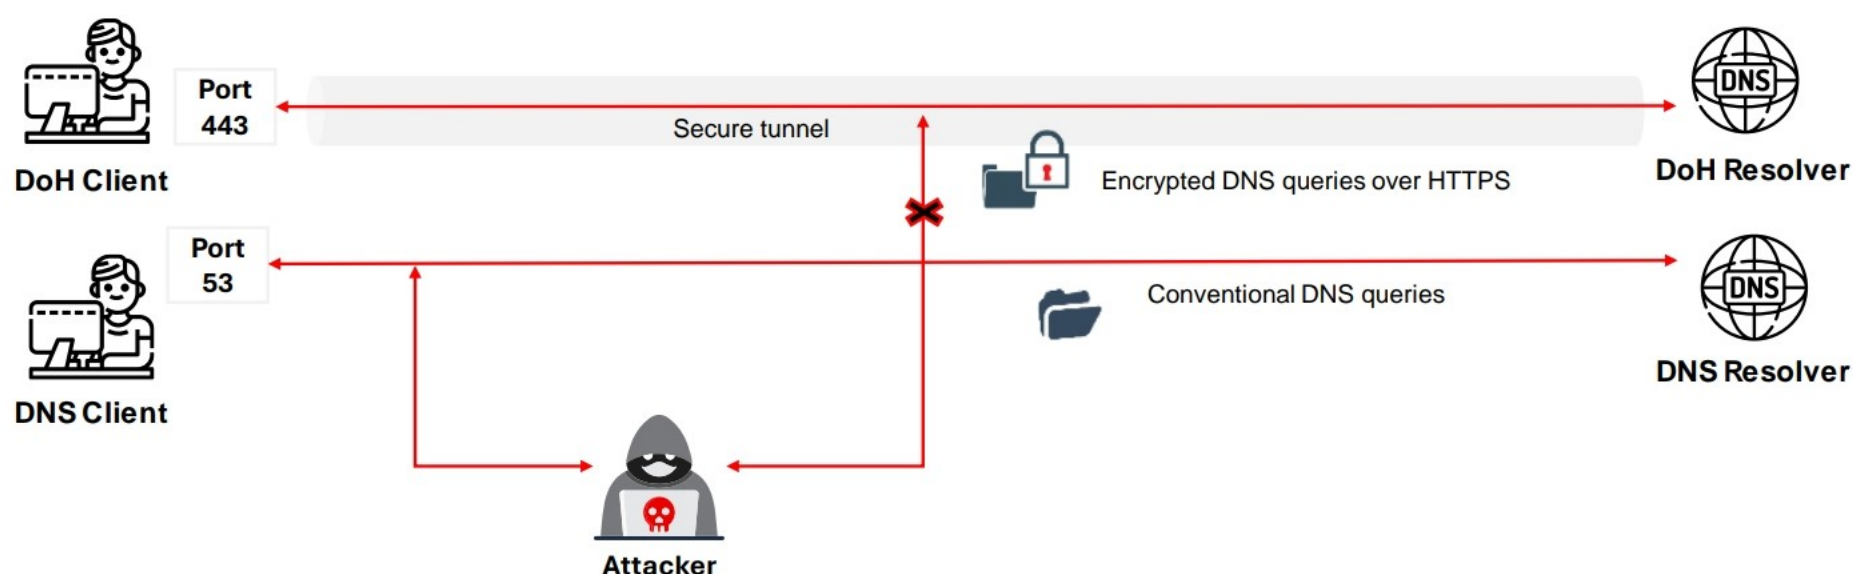 DNS
Port
443
Secure tunnel
DoH Client
Encrypted DNS queries over HTTPS
DoH Resolver
Port
53
DNS
Conventional DNS queries
DNS Client
DNS Resolver
Attacker